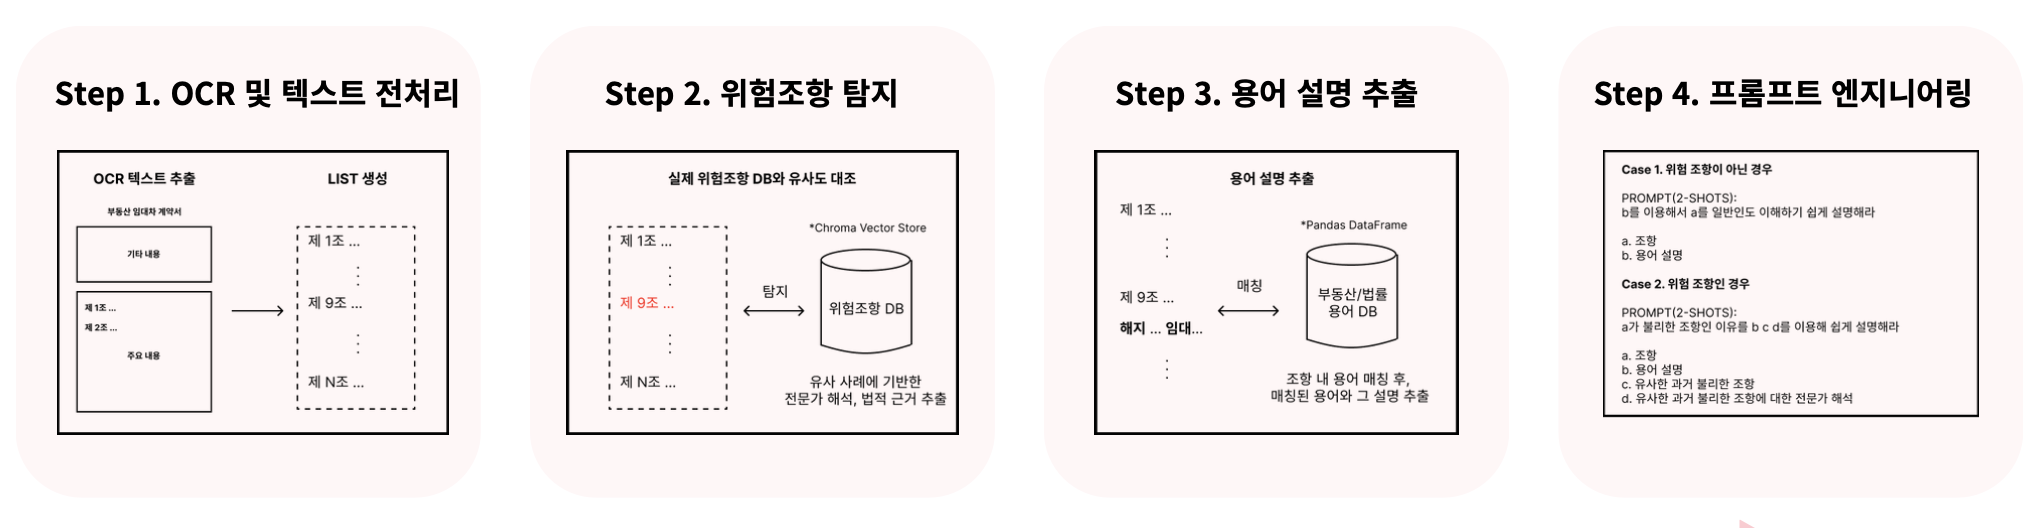 Step 1. OCR 및 텍스트 전처리
OCR 텍스트 추출
LIST 생성
부동산 임대차 계약서
기타 내용
제 1조 ...
제 2조 ...
주요 내용
제 1조 ...
제 9조 ...
제 N조 ...
Step 2. 위험조항 탐지
실제 위험조항 DB와 유사도 대조
제 1조 ...
제 9조 ...
제 N조 ...
탐지
*Chroma Vector Store
위험조항 DB
유사 사례에 기반한
전문가 해석, 법적 근거 추출
Step 3. 용어 설명 추출
용어 설명 추출
제 1조 ...
제 9조 ...
해지 ... 임대...
매칭
*Pandas DataFrame
부동산/법률
용어 DB
조항 내 용어 매칭 후,
매칭된 용어와 그 설명 추출
Step 4. 프롬프트 엔지니어링
Case 1. 위험 조항이 아닌 경우
PROMPT(2-SHOTS):
b를 이용해서 a를 일반인도 이해하기 쉽게 설명해라
a. 조항
b. 용어 설명
Case 2. 위험 조항인 경우
PROMPT(2-SHOTS):
a가 불리한 조항인 이유를 b c d를 이용해 쉽게 설명해라
a. 조항
b. 용어 설명
c. 유사한 과거 불리한 조항
d. 유사한 과거 불리한 조항에 대한 전문가 해석